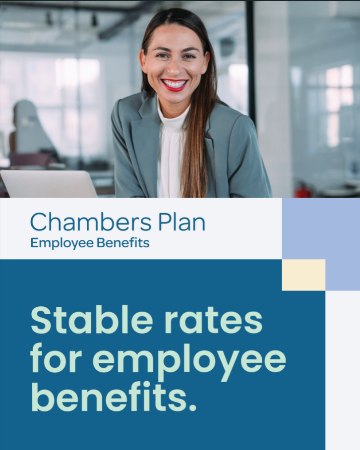 Chambers Plan
Employee Benefits
Stable rates
for employee
benefits.